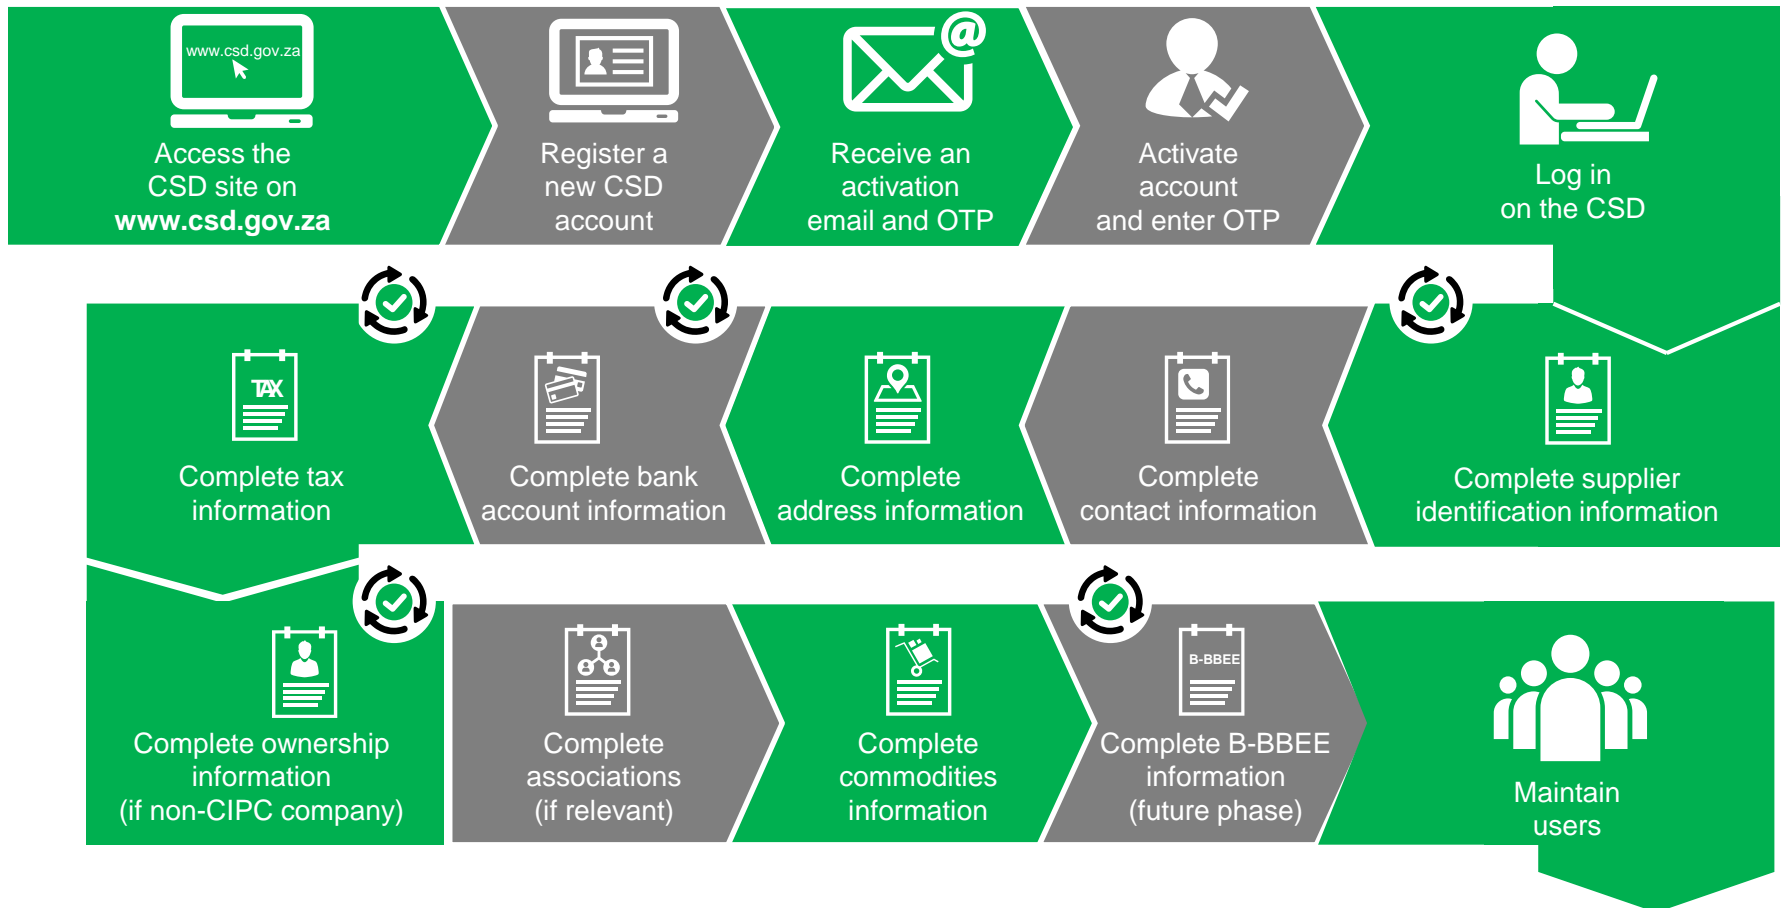 www.csd.gov.za
Access the
CSD site on
www.csd.gov.za
Register a
new CSD
account
Receive an
activation
email and OTP
Activate
account
and enter OTP
Log in
on the CSD
Complete supplier
identification information
Complete
contact information
Complete
address information
Complete bank
account information
TAX
Complete tax
information
Complete ownership
information
(if non-CIPC company)
Complete
associations
(if relevant)
Complete
commodities
information
B-BBEE
Complete B-BBEE
information
(future phase)
Maintain
users